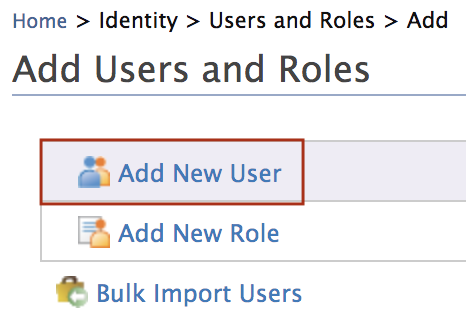 Home > Identity > Users and Roles > Add
Add Users and Roles
Add New User
Add New Role
Bulk Import Users